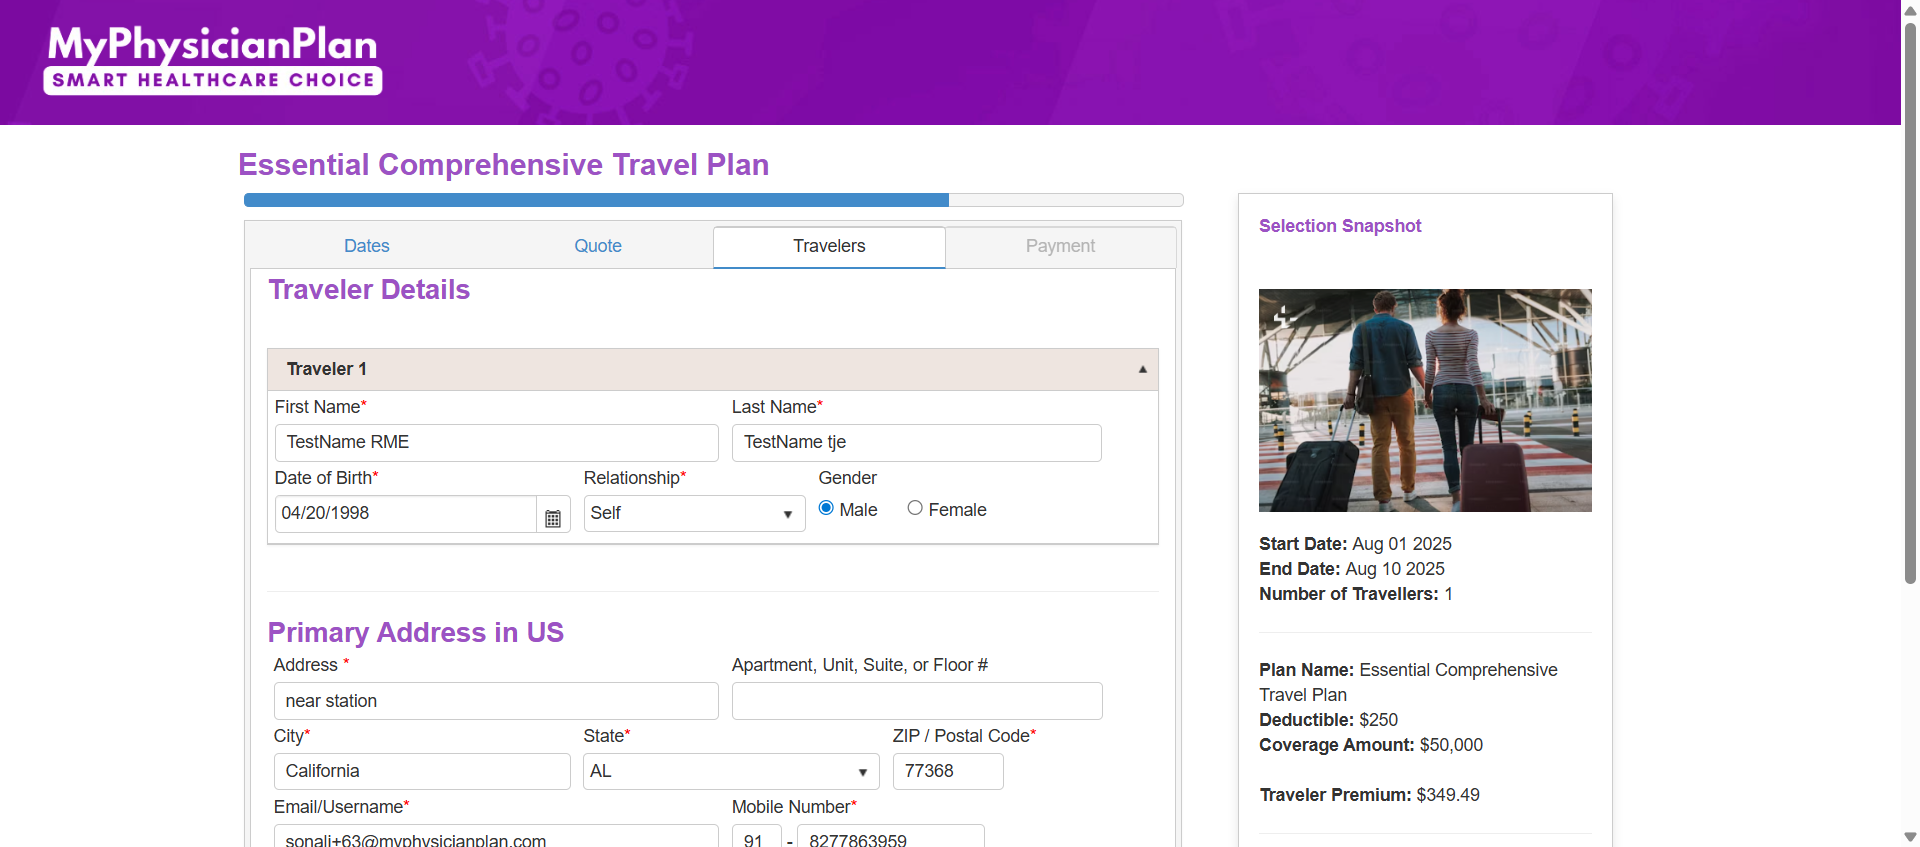 MyPhysicianPlan
SMART HEALTHCARE CHOICE
Essential Comprehensive Travel Plan
Dates Quote Travelers Payment
Traveler Details
Traveler 1
First Name* Last Name*
TestName RME TestName tje
Date of Birth* Relationship* Gender
04/20/1998 Self Male Female
Primary Address in US
Address * Apartment, Unit, Suite, or Floor #
near station
City* State* ZIP / Postal Code*
California AL 77368
Email/Username* Mobile Number*
sonali+63@myphysicianplan.com 91 - 8277863959
Selection Snapshot
Start Date: Aug 01 2025
End Date: Aug 10 2025
Number of Travellers: 1
Plan Name: Essential Comprehensive
Travel Plan
Deductible: $250
Coverage Amount: $50,000
Traveler Premium: $349.49